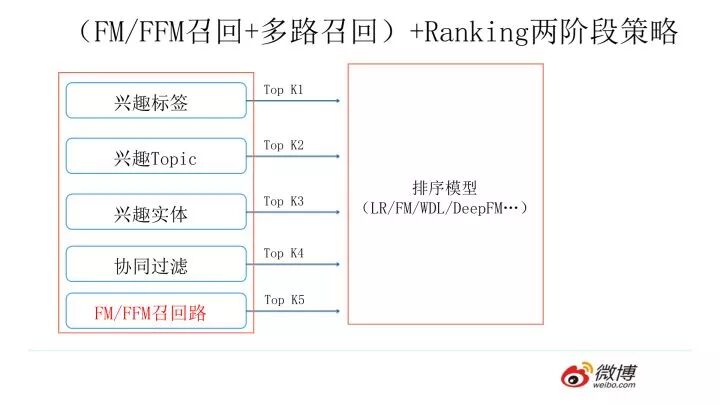 （FM/FFM召回+多路召回）+Ranking两阶段策略
兴趣标签
Top K1
兴趣Topic
Top K2
兴趣实体
Top K3
协同过滤
Top K4
FM/FFM召回路
Top K5
排序模型
（LR/FM/WDL/DeepFM…）
微博
weibo.com